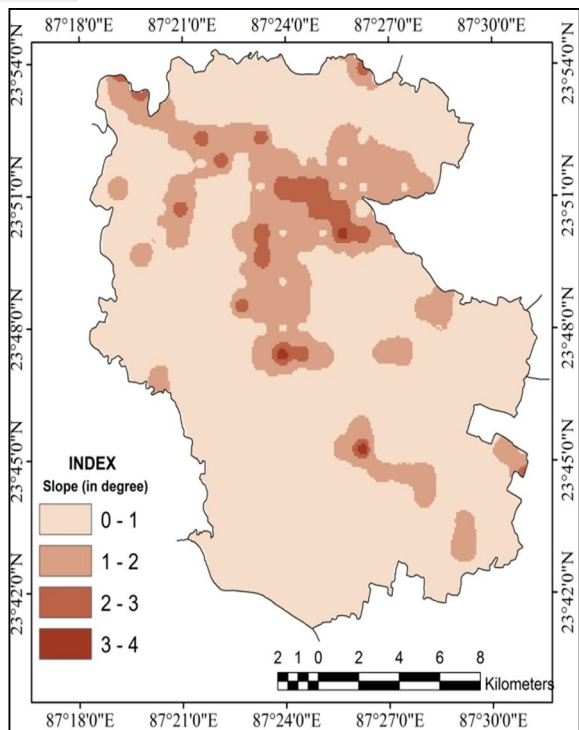 87°18'0"E 87°21'0"E 87°24'0"E 87°27'0"E 87°30'0"E
23°54'0"N 23°54'0"N
23°51'0"N 23°51'0"N
23°48'0"N 23°48'0"N
23°45'0"N 23°45'0"N
23°42'0"N 23°42'0"N
INDEX
Slope (in degree)
0 - 1
1 - 2
2 - 3
3 - 4
2 1 0 2 4 6 8
Kilometers
87°18'0"E 87°21'0"E 87°24'0"E 87°27'0"E 87°30'0"E